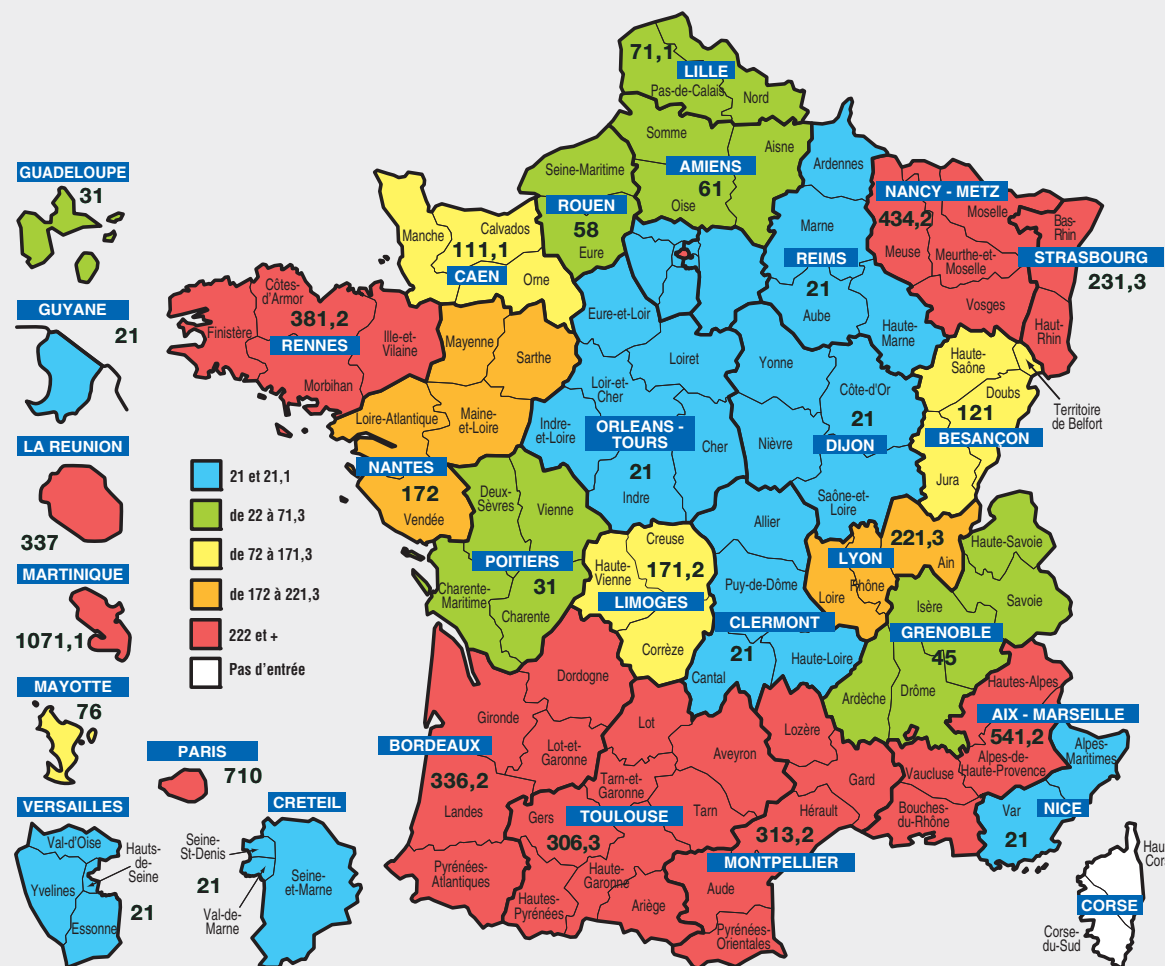 71,1
LILLE
Pas-de-Calais
Nord
Somme
Aisne
AMIENS
61
Oise
Seine-Maritime
ROUEN
58
Eure
Ardennes
Marne
REIMS
21
Aube
Haute-
Marne
NANCY - METZ
434,2
Moselle
Meuse
Meurthe-et-
Moselle
Vosges
Bas-
Rhin
STRASBOURG
231,3
Haut-
Rhin
GUADELOUPE
31
GUYANE
21
LA REUNION
337
MARTINIQUE
1071,1
MAYOTTE
76
PARIS
710
VERSAILLES
Val-d'Oise
Hauts-
de-
Seine
Yvelines
21
Essonne
CRETEIL
Seine-
St-Denis
21
Seine-
et-Marne
Val-de-
Marne
21 et 21,1
de 22 à 71,3
de 72 à 171,3
de 172 à 221,3
222 et +
Pas d'entrée
Manche
Calvados
111,1
CAEN
Orne
Côtes-
d'Armor
Finistère
381,2
RENNES
Ille-et-
Vilaine
Morbihan
Mayenne
Sarthe
Loire-Atlantique
Maine-
et-Loire
NANTES
172
Vendée
Eure-et-Loir
Loiret
Loir-et-
Cher
Indre-
et-Loire
ORLEANS -
TOURS
Cher
21
Indre
Yonne
Côte-d'Or
21
Nièvre
DIJON
Saône-et-
Loire
Haute-
Saône
Doubs
121
BESANÇON
Jura
Territoire
de Belfort
Deux-
Sèvres
Vienne
POITIERS
31
Charente-
Maritime
Charente
Creuse
Haute-
Vienne
171,2
LIMOGES
Corrèze
Allier
Puy-de-Dôme
CLERMONT
21
Haute-Loire
Cantal
LYON
221,3
Ain
Rhône
Loire
Haute-Savoie
Savoie
Isère
GRENOBLE
45
Ardèche
Drôme
Dordogne
Gironde
BORDEAUX
336,2
Lot-et-
Garonne
Landes
Pyrénées-
Atlantiques
Lot
Aveyron
Tarn-et-
Garonne
Gers
TOULOUSE
Tarn
306,3
Haute-
Garonne
Hautes-
Pyrénées
Ariège
Lozère
Gard
Hérault
313,2
MONTPELLIER
Aude
Pyrénées-
Orientales
Hautes-Alpes
AIX - MARSEILLE
541,2
Vaucluse
Alpes-de-
Haute-Provence
Bouches-
du-Rhône
Alpes-
Maritimes
Var
NICE
21
CORSE
Corse-
du-Sud